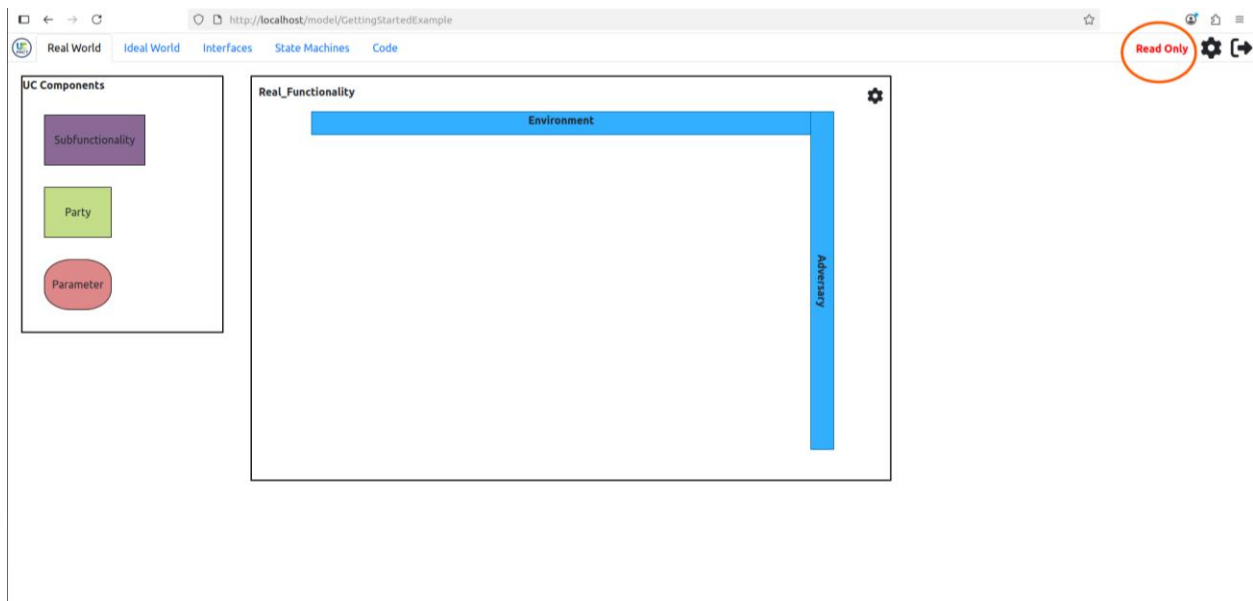 http://localhost/model/GettingStartedExample
Real World
Ideal World
Interfaces
State Machines
Code
Read Only
UC Components
Subfunctionality
Party
Parameter
Real_Functionality
Environment
Adversary